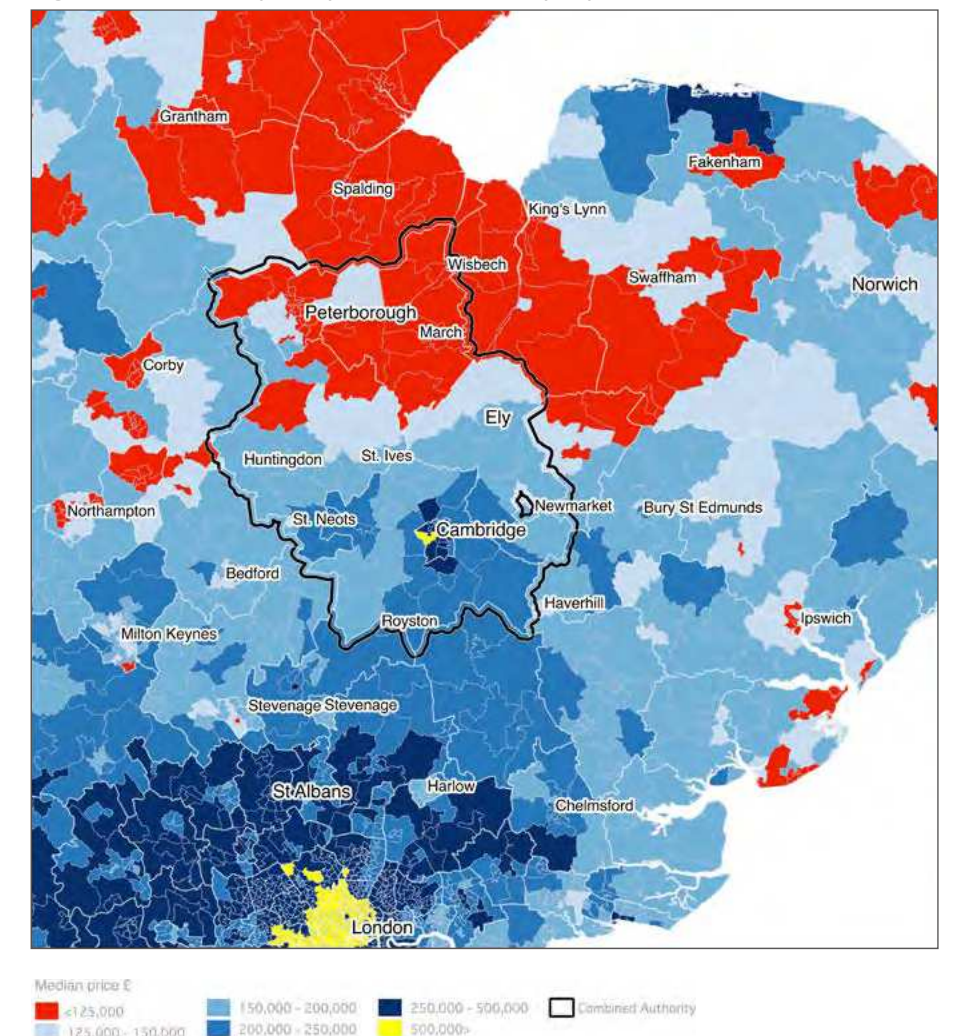 Grantham
Fakenham
Spalding
King's Lynn
Wisbech
Swaffham
Norwich
Peterborough
March
Corby
Ely
Huntingdon
St. Ives
Northampton
Newmarket
Bury St Edmunds
St. Neots
Cambridge
Bedford
Haverhill
Royston
Ipswich
Milton Keynes
Stevenage Stevenage
St Albans
Harlow
Chelmsford
London
Median price £
<125,000
150,000 - 200,000
250,000 - 500,000
Combined Authority
125,000 - 150,000
200,000 - 250,000
500,000>